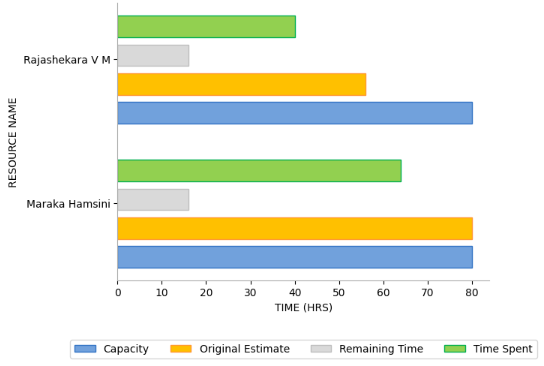 Rajashekara V M
Maraka Hamsini
RESOURCE NAME
0 10 20 30 40 50 60 70 80
TIME (HRS)
Capacity Original Estimate Remaining Time Time Spent